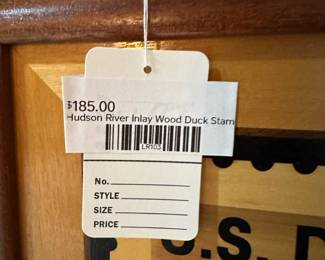 $185.00
Hudson River Inlay Wood Duck Stam
LR103
No.
STYLE
SIZE
PRICE
U.S. D